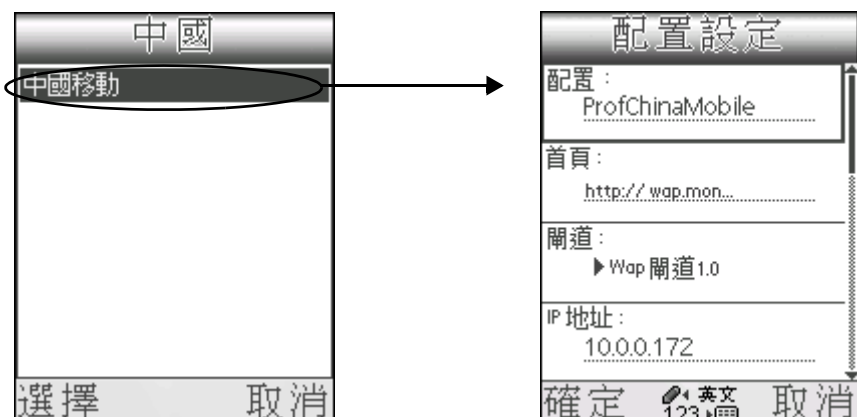 中國
中國移動
選擇 取消
配置設定
配置：
ProfChinaMobile
首頁：
http:// wap.mon...
閘道：
Wap 閘道1.0
IP 地址：
10.0.0.172
確定 英文 取消
123